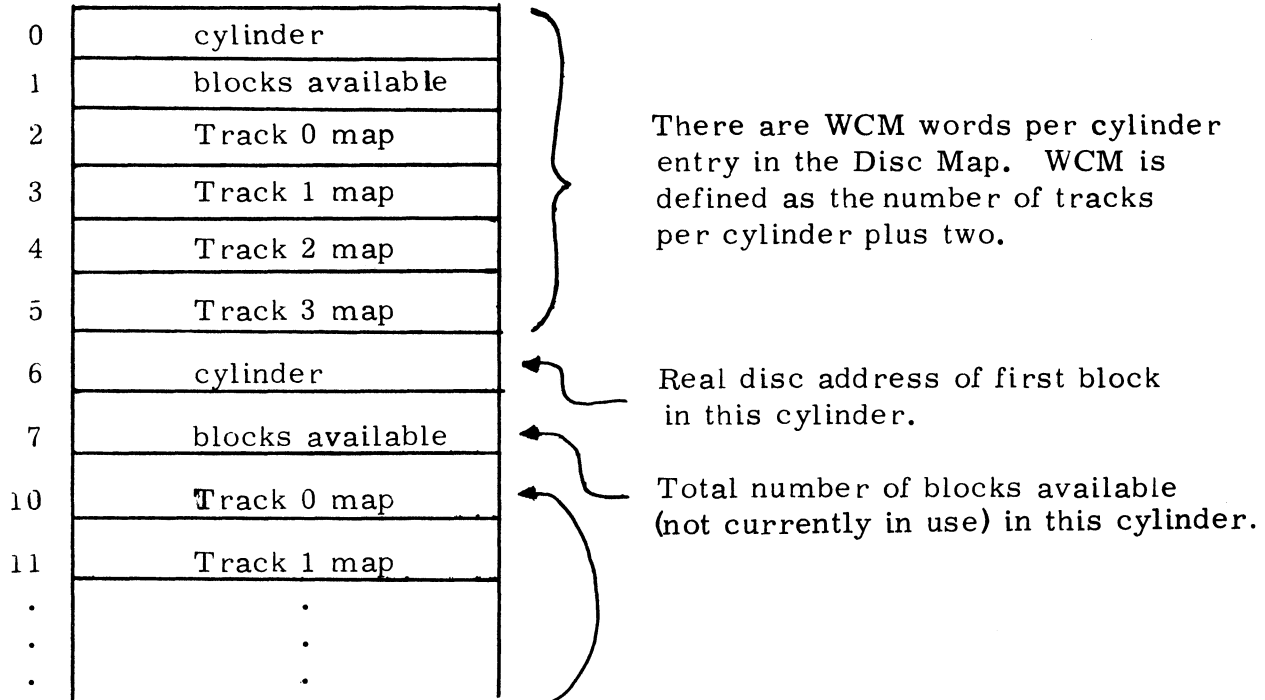 0 cylinder
1 blocks available
2 Track 0 map
3 Track 1 map
4 Track 2 map
5 Track 3 map
6 cylinder
7 blocks available
10 Track 0 map
11 Track 1 map
There are WCM words per cylinder
entry in the Disc Map. WCM is
defined as the number of tracks
per cylinder plus two.
Real disc address of first block
in this cylinder.
Total number of blocks available
(not currently in use) in this cylinder.